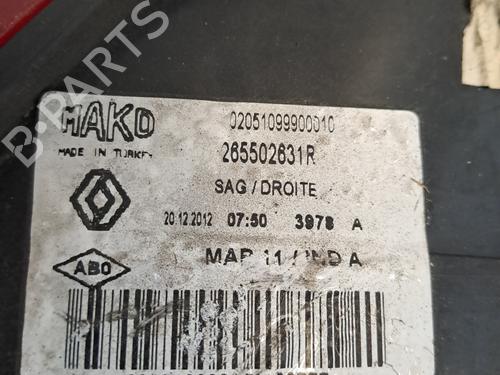 MAKO
MADE IN TURKEY
02051099900010
265502631R
SAG / DROITE
20.12.2012 07:50 3978 A
ABO
B-PARTS